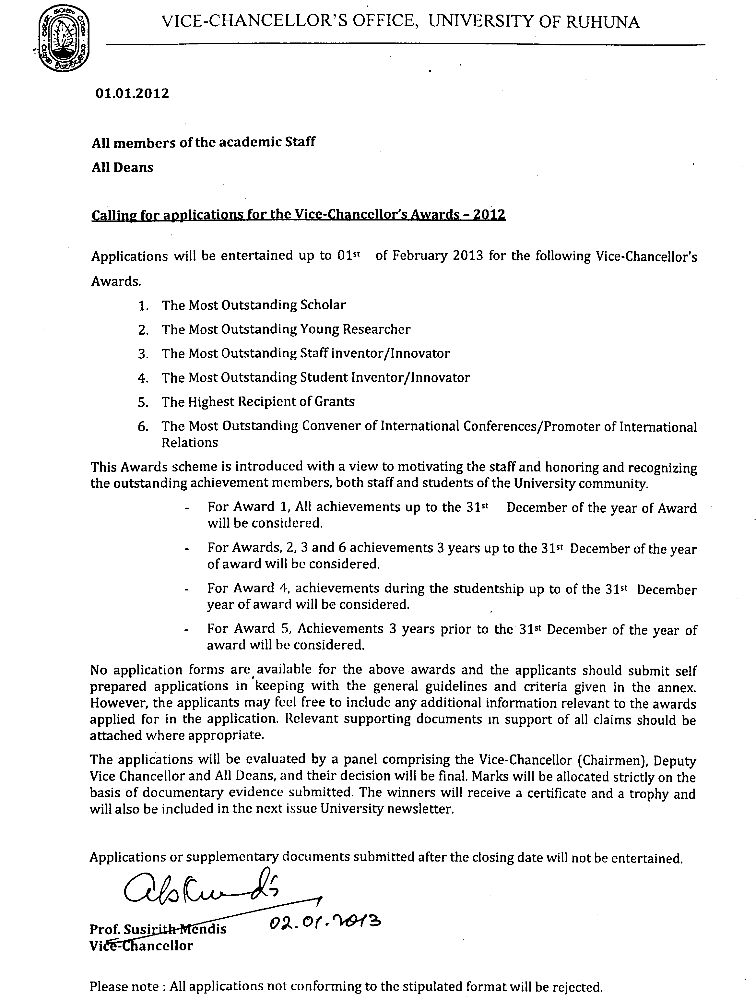 VICE-CHANCELLOR'S OFFICE, UNIVERSITY OF RUHUNA
01.01.2012
All members of the academic Staff
All Deans
Calling for applications for the Vice-Chancellor's Awards – 2012
Applications will be entertained up to 01st of February 2013 for the following Vice-Chancellor's
Awards.
1. The Most Outstanding Scholar
2. The Most Outstanding Young Researcher
3. The Most Outstanding Staff inventor/Innovator
4. The Most Outstanding Student Inventor/Innovator
5. The Highest Recipient of Grants
6. The Most Outstanding Convener of International Conferences/Promoter of International
Relations
This Awards scheme is introduced with a view to motivating the staff and honoring and recognizing
the outstanding achievement members, both staff and students of the University community.
- For Award 1, All achievements up to the 31st December of the year of Award
will be considered.
- For Awards, 2, 3 and 6 achievements 3 years up to the 31st December of the year
of award will be considered.
- For Award 4, achievements during the studentship up to of the 31st December
year of award will be considered.
- For Award 5, Achievements 3 years prior to the 31st December of the year of
award will be considered.
No application forms are available for the above awards and the applicants should submit self
prepared applications in keeping with the general guidelines and criteria given in the annex.
However, the applicants may feel free to include any additional information relevant to the awards
applied for in the application. Relevant supporting documents in support of all claims should be
attached where appropriate.
The applications will be evaluated by a panel comprising the Vice-Chancellor (Chairmen), Deputy
Vice Chancellor and All Deans, and their decision will be final. Marks will be allocated strictly on the
basis of documentary evidence submitted. The winners will receive a certificate and a trophy and
will also be included in the next issue University newsletter.
Applications or supplementary documents submitted after the closing date will not be entertained.
02.01.2013
Prof. Susirith Mendis
Vice-Chancellor
Please note : All applications not conforming to the stipulated format will be rejected.